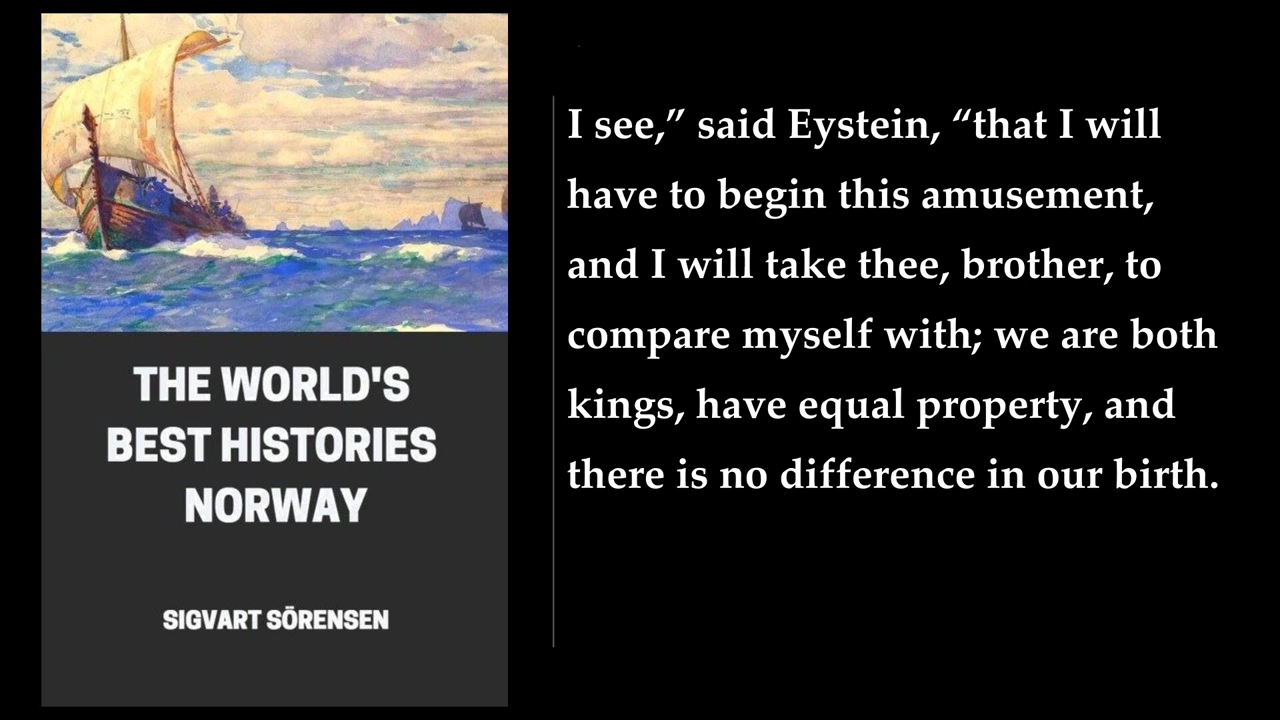 THE WORLD'S
BEST HISTORIES
NORWAY
SIGVART SÖRENSEN
I see,” said Eystein, “that I will
have to begin this amusement,
and I will take thee, brother, to
compare myself with; we are both
kings, have equal property, and
there is no difference in our birth.